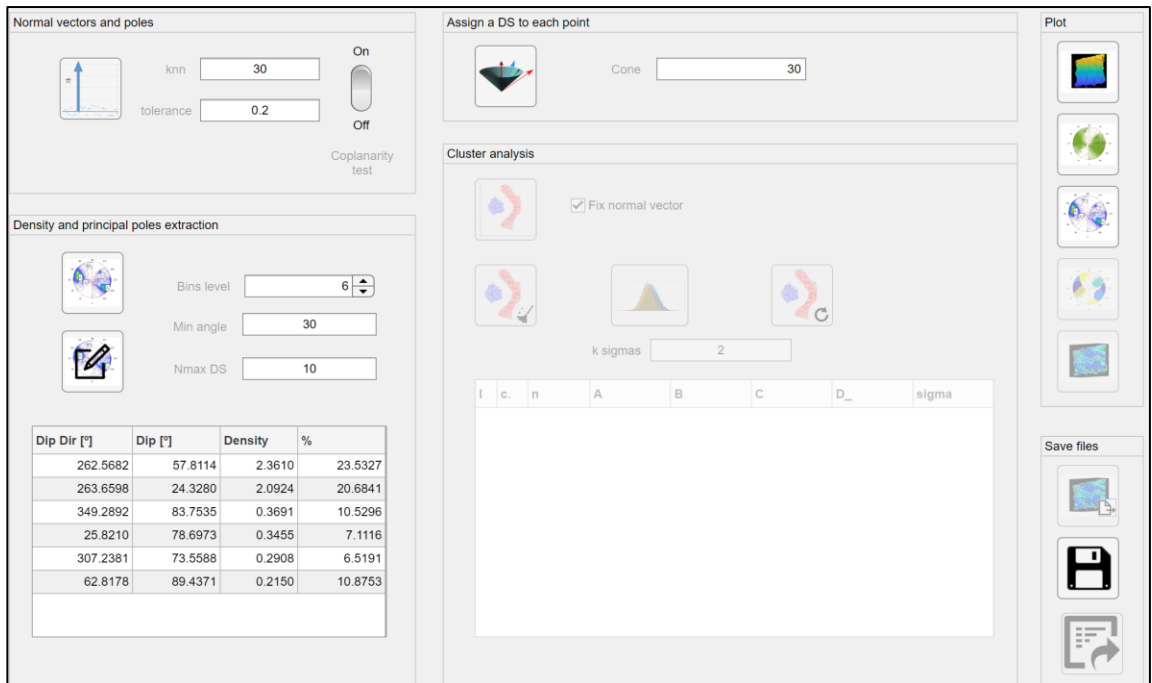 Normal vectors and poles
knn 30
tolerance 0.2
On
Off
Coplanarity
test
Density and principal poles extraction
Bins level 6
Min angle 30
Nmax DS 10
Dip Dir [º] Dip [º] Density %
262.5682 57.8114 2.3610 23.5327
263.6598 24.3280 2.0924 20.6841
349.2892 83.7535 0.3691 10.5296
25.8210 78.6973 0.3455 7.1116
307.2381 73.5588 0.2908 6.5191
62.8178 89.4371 0.2150 10.8753
Assign a DS to each point
Cone 30
Cluster analysis
Fix normal vector
k sigmas 2
c. n A B C D_ sigma
Plot
Save files